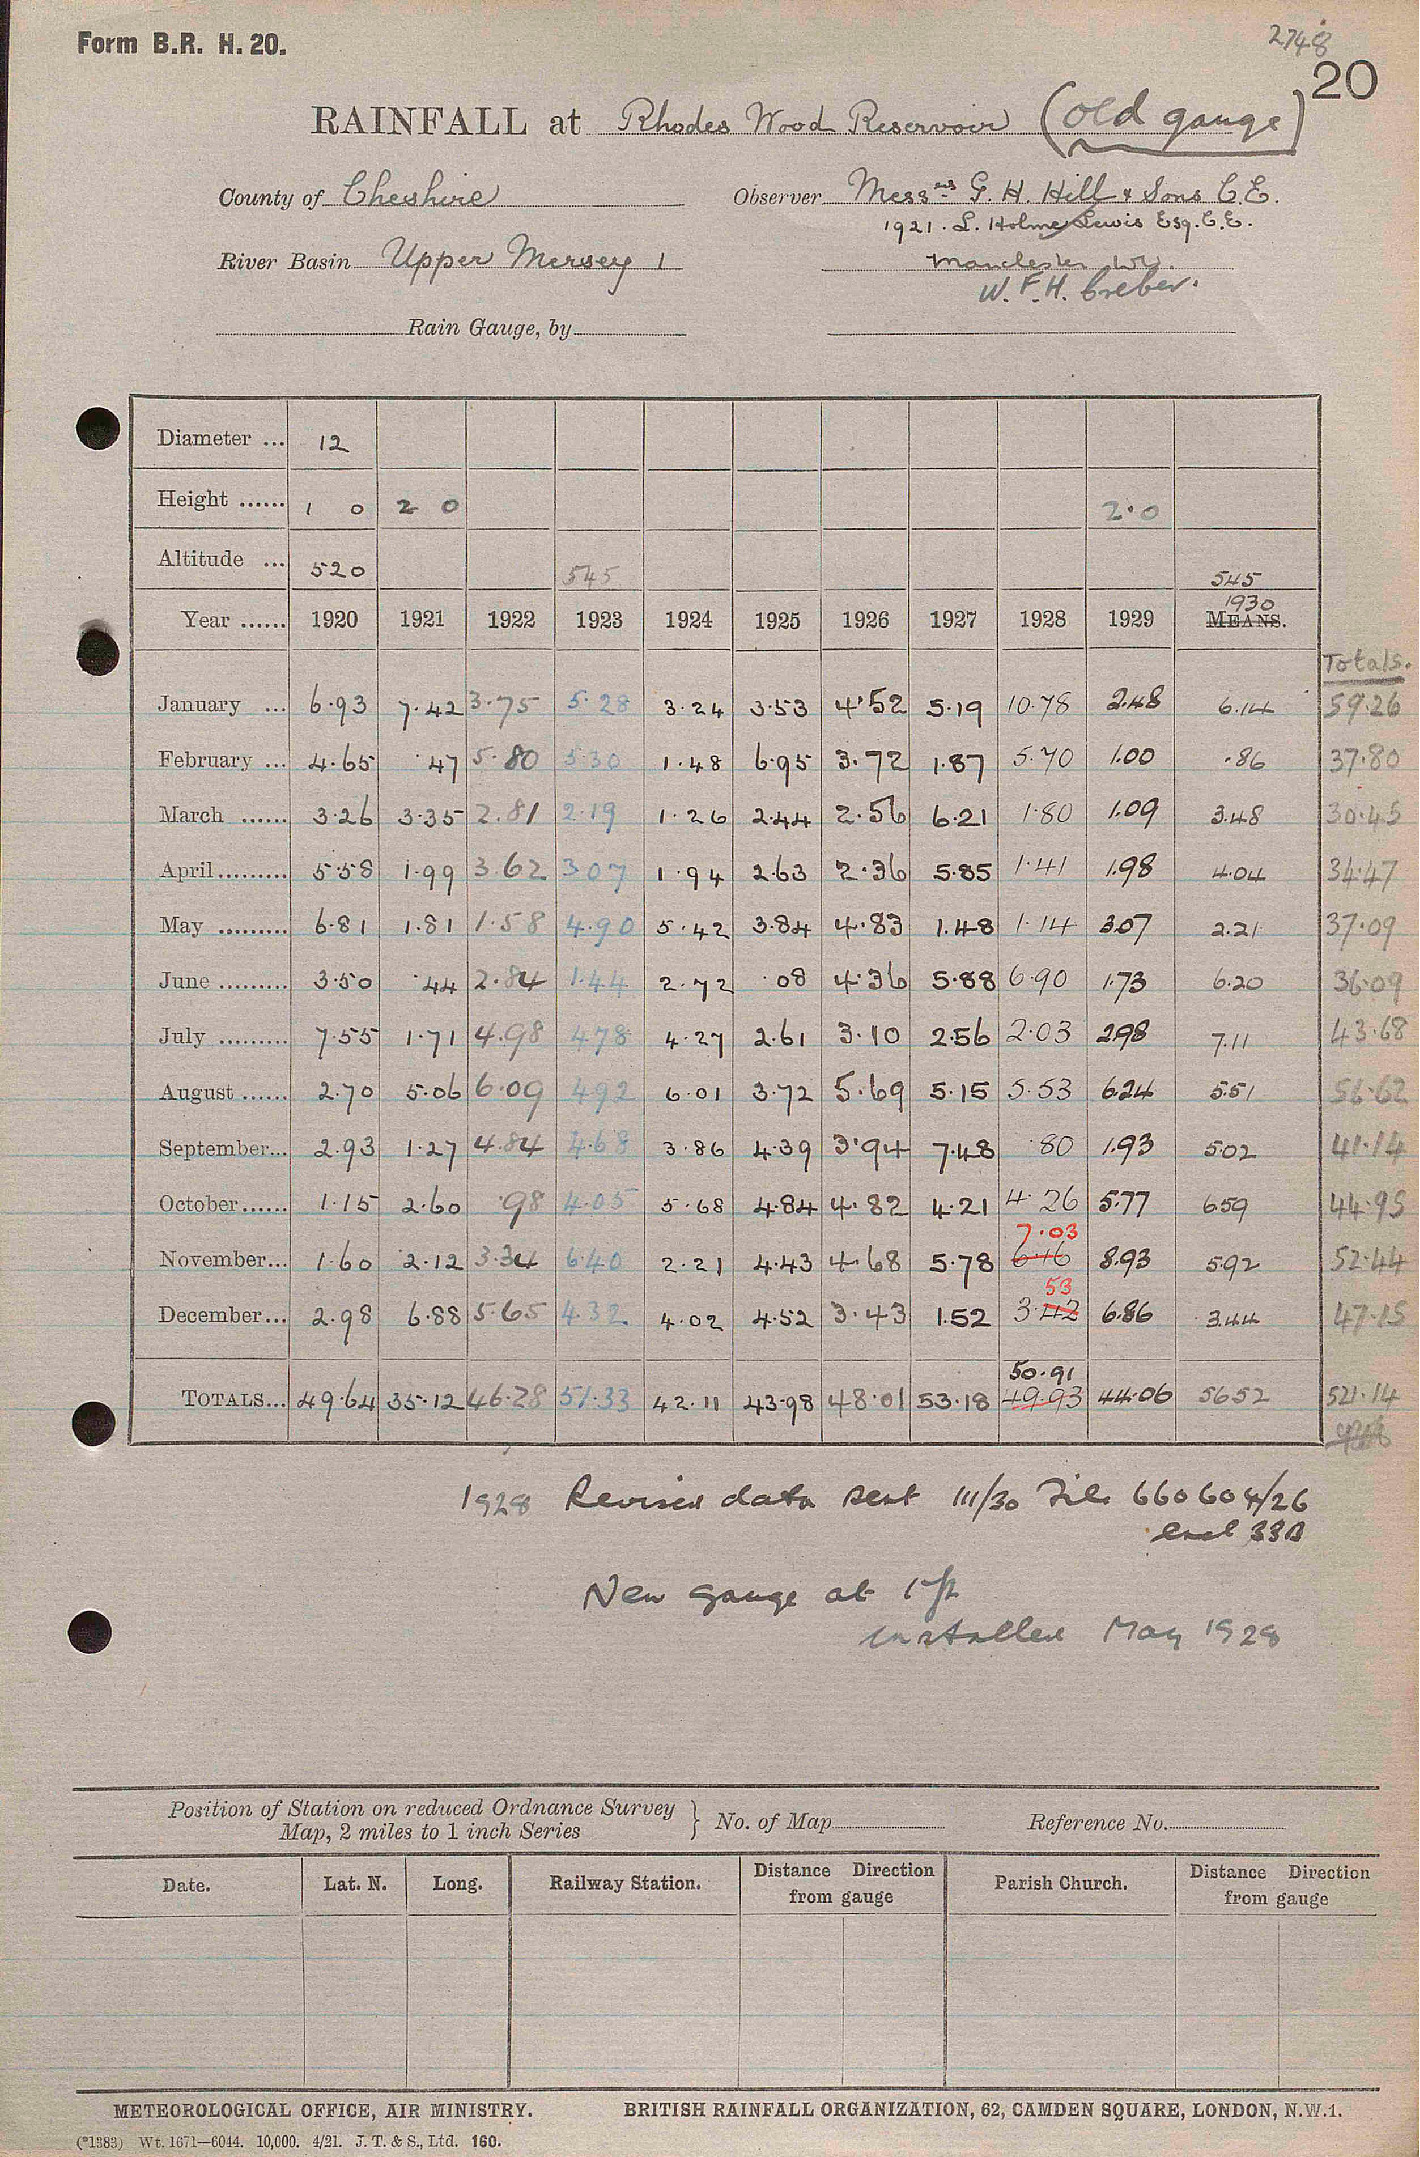 Form B.R. H. 20.
2748
20
RAINFALL at Rhodes Wood Reservoir (old gauge)
County of Cheshire Observer Messrs G. H. Hill & Sons C.E.
1921. L. Holme Lewis Esq. C.E.
River Basin Upper Mersey 1 Manchester WW.
W. F. H. Creber.
Rain Gauge, by
Diameter ... 12
Height ...... 1 0 2 0 2.0
Altitude ... 520 545 545
Year ...... 1920 1921 1922 1923 1924 1925 1926 1927 1928 1929 1930 MEANS.
Totals.
January ... 6.93 7.42 3.75 5.28 3.24 3.53 4.52 5.19 10.78 2.48 6.14 59.26
February ... 4.65 .47 5.80 5.30 1.48 6.95 3.72 1.87 5.70 1.00 .86 37.80
March ...... 3.26 3.35 2.81 2.19 1.26 2.44 2.56 6.21 1.80 1.09 3.48 30.45
April ......... 5.58 1.99 3.62 3.07 1.94 2.63 2.36 5.85 1.41 1.98 4.04 34.47
May ......... 6.81 1.81 1.58 4.90 5.42 3.84 4.83 1.48 1.14 3.07 2.21 37.09
June ......... 3.50 .44 2.84 1.44 2.72 .08 4.36 5.88 6.90 1.73 6.20 36.09
July ......... 7.55 1.71 4.98 4.78 4.27 2.61 3.10 2.56 2.03 2.98 7.11 43.68
August ...... 2.70 5.06 6.09 4.92 6.01 3.72 5.69 5.15 5.53 6.24 5.51 56.62
September... 2.93 1.27 4.84 4.68 3.86 4.39 3.94 7.48 .80 1.93 5.02 41.14
October ...... 1.15 2.60 .98 4.05 5.68 4.84 4.82 4.21 4.26 5.77 6.59 44.95
7.03
November... 1.60 2.12 3.34 6.40 2.21 4.43 4.68 5.78 6.46 8.93 5.92 52.44
53
December... 2.98 6.88 5.65 4.32 4.02 4.52 3.43 1.52 3.42 6.86 3.44 47.15
50.91
TOTALS... 49.64 35.12 46.28 51.33 42.11 43.98 48.01 53.18 49.93 44.06 56.52 521.14
1928 Revised data sent 111/30 File 660604/26
encl 33B
New gauge at 1 ft
installed May 1928
Position of Station on reduced Ordnance Survey
Map, 2 miles to 1 inch Series } No. of Map Reference No.
Date. Lat. N. Long. Railway Station. Distance Direction from gauge Parish Church. Distance Direction from gauge
METEOROLOGICAL OFFICE, AIR MINISTRY. BRITISH RAINFALL ORGANIZATION, 62, CAMDEN SQUARE, LONDON, N.W.1.
(*1383) Wt. 1671—6044. 10,000. 4/21. J. T. & S., Ltd. 160.